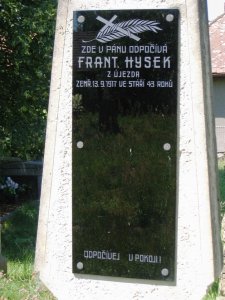 ZDE V PÁNU ODPOČÍVÁ
FRANT. HYSEK
Z ÚJEZDA
ZEMŘ. 13. 9. 1917 VE STÁŘÍ 43 ROKŮ
ODPOČÍVEJ V POKOJI!